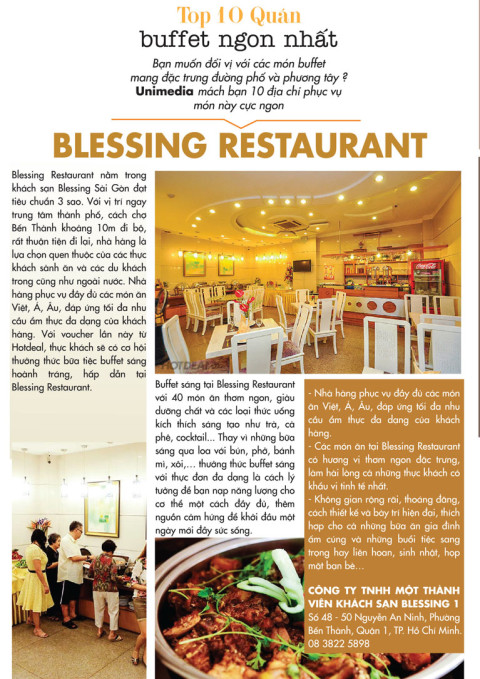 Top 10 Quán
buffet ngon nhất
Bạn muốn đổi vị với các món buffet
mang đặc trưng đường phố và phương tây ?
Unimedia mách bạn 10 địa chỉ phục vụ
món này cực ngon
BLESSING RESTAURANT
Blessing Restaurant nằm trong
khách sạn Blessing Sài Gòn đạt
tiêu chuẩn 3 sao. Với vị trí ngay
trung tâm thành phố, cách chợ
Bến Thành khoảng 10m đi bộ,
rất thuận tiện đi lại, nhà hàng là
lựa chọn quen thuộc của các thực
khách sành ăn và các du khách
trong cũng như ngoài nước. Nhà
hàng phục vụ đầy đủ các món ăn
Việt, Á, Âu, đáp ứng tối đa nhu
cầu ẩm thực đa dạng của khách
hàng. Với voucher lần này từ
Hotdeal, thực khách sẽ có cơ hội
thưởng thức bữa tiệc buffet sáng
hoành tráng, hấp dẫn tại
Blessing Restaurant.
Coca-Cola
HOTDEAL
Buffet sáng tại Blessing Restaurant
với 40 món ăn thơm ngon, giàu
dưỡng chất và các loại thức uống
kích thích sáng tạo như trà, cà
phê, cocktail... Thay vì những bữa
sáng qua loa với bún, phở, bánh
mì, xôi,... thưởng thức buffet sáng
với thực đơn đa dạng là cách lý
tưởng để bạn nạp năng lượng cho
cơ thể một cách đầy đủ, thêm
nguồn cảm hứng để khởi đầu một
ngày mới đầy sức sống.
- Nhà hàng phục vụ đầy đủ các món
ăn Việt, Á, Âu, đáp ứng tối đa nhu
cầu ẩm thực đa dạng của khách
hàng.
- Các món ăn tại Blessing Restaurant
có hương vị thơm ngon đặc trưng,
làm hài lòng cả những thực khách có
khẩu vị tinh tế nhất.
- Không gian rộng rãi, thoáng đãng,
cách thiết kế và bày trí hiện đại, thích
hợp cho cả những bữa ăn gia đình
ấm cúng và những buổi tiệc sang
trọng hay liên hoan, sinh nhật, họp
mặt bạn bè...
CÔNG TY TNHH MỘT THÀNH
VIÊN KHÁCH SẠN BLESSING 1
Số 48 - 50 Nguyễn An Ninh, Phường
Bến Thành, Quận 1, TP. Hồ Chí Minh.
08 3822 5898